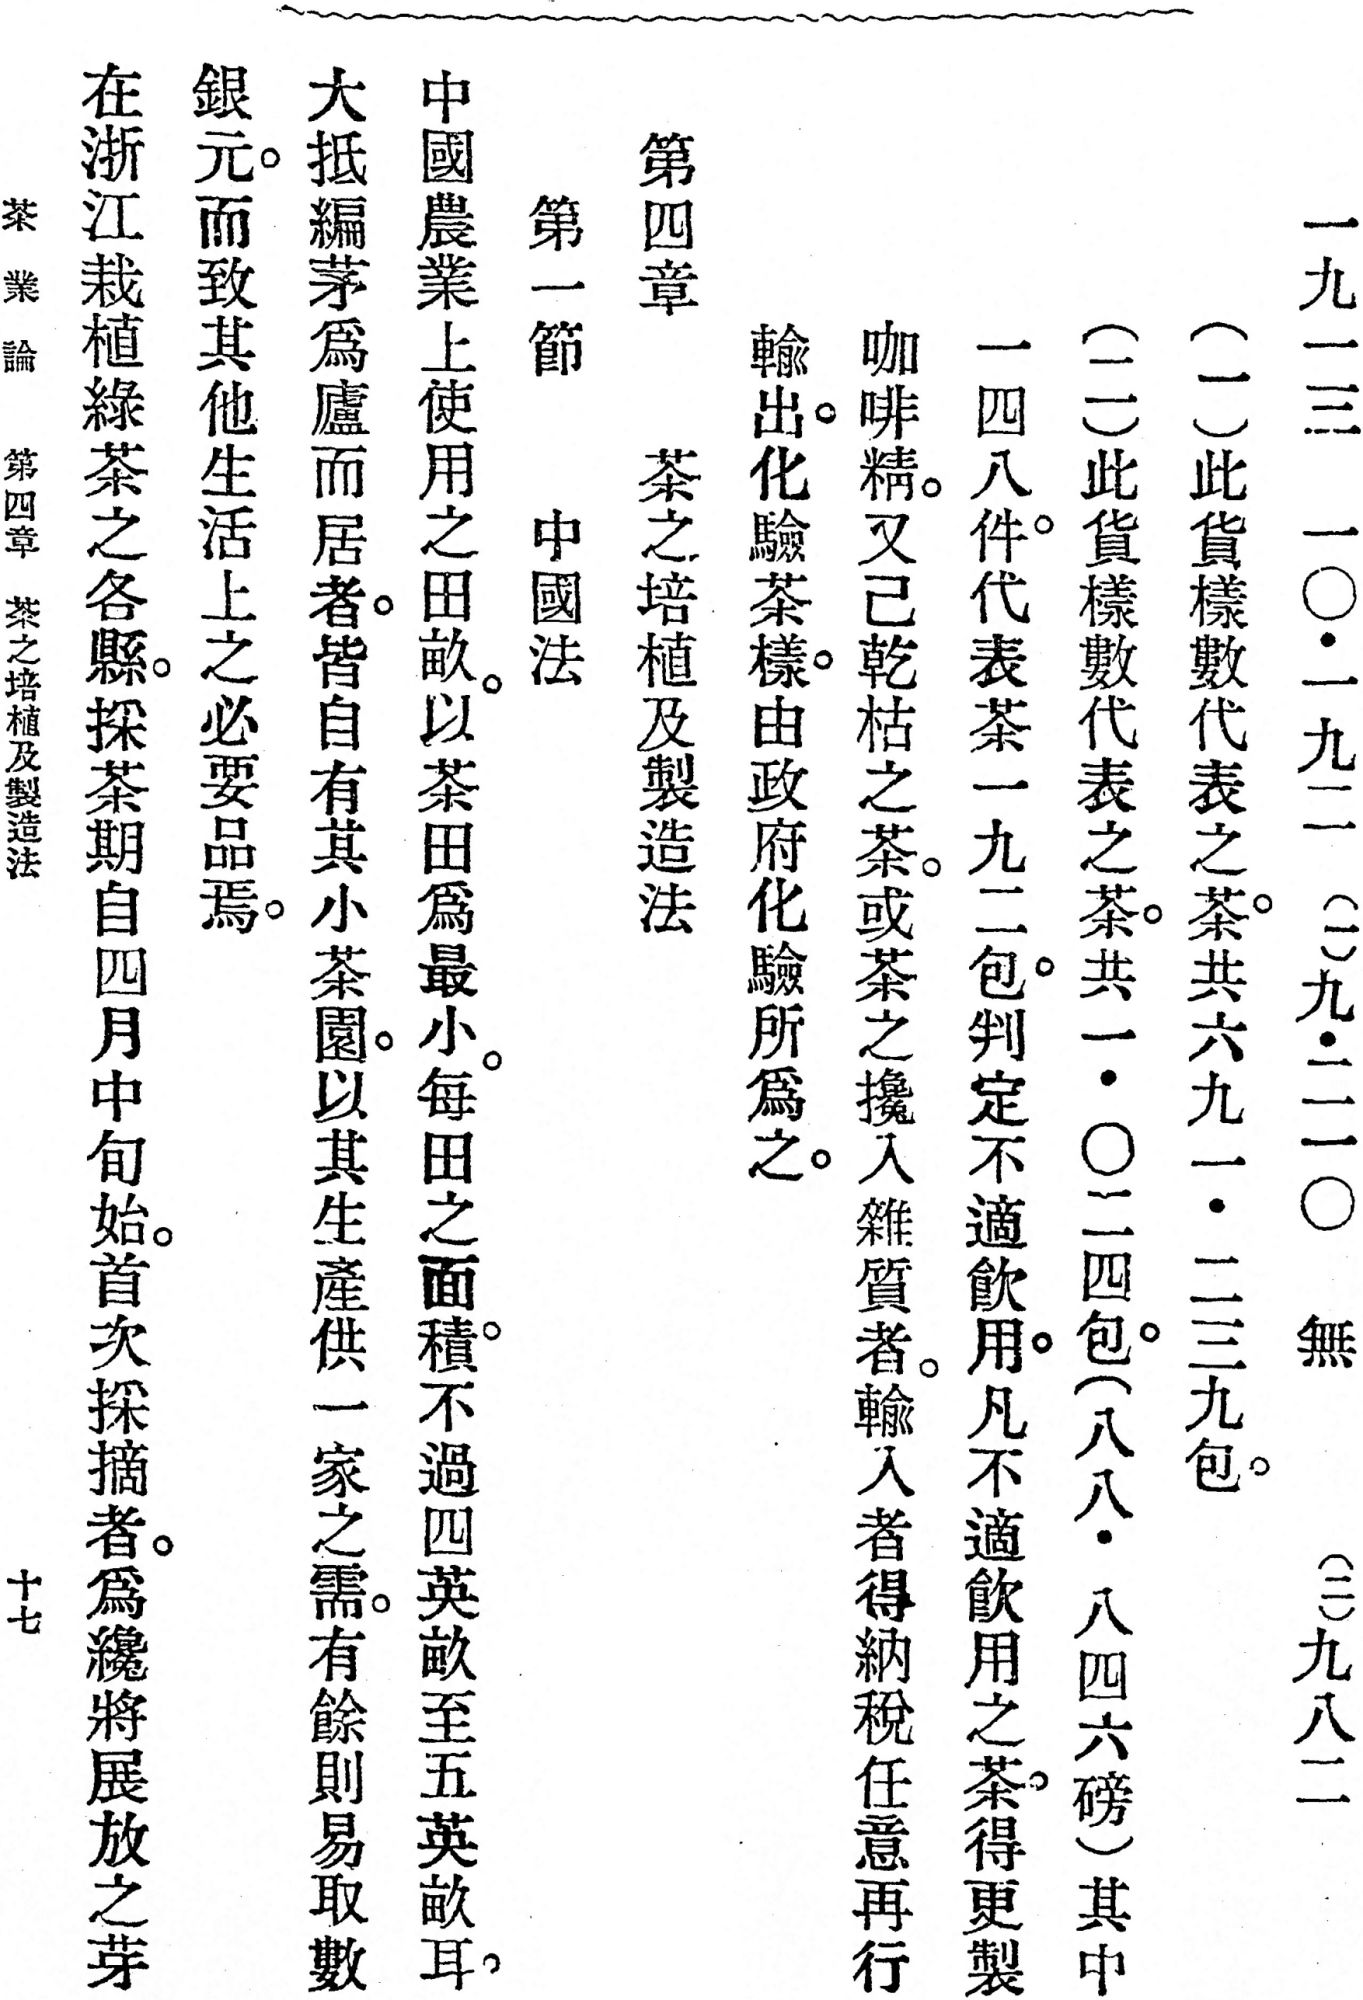 一九一三　一〇・一九二　（一）九・二一〇　無　（二）九八二
（一）此貨樣數代表之茶。共六九一・二三九包。
（二）此貨樣數代表之茶。共一・〇二四包。（八八・八四六磅）其中
一四八件。代表茶一九二包。判定不適飲用。凡不適飲用之茶。得更製
咖啡精。又已乾枯之茶。或茶之攙入雜質者。輸入者得納稅任意再行
輸出。化驗茶樣。由政府化驗所爲之。
第四章　茶之培植及製造法
第一節　中國法
中國農業上使用之田畝。以茶田爲最小。每田之面積。不過四英畝至五英畝耳。
大抵編茅爲廬而居者。皆自有其小茶園。以其生產供一家之需。有餘則易取數
銀元。而致其他生活上之必要品焉。
在浙江栽植綠茶之各縣。採茶期自四月中旬始。首次採摘者。爲纔將展放之芽
茶業論　第四章　茶之培植及製造法　十七